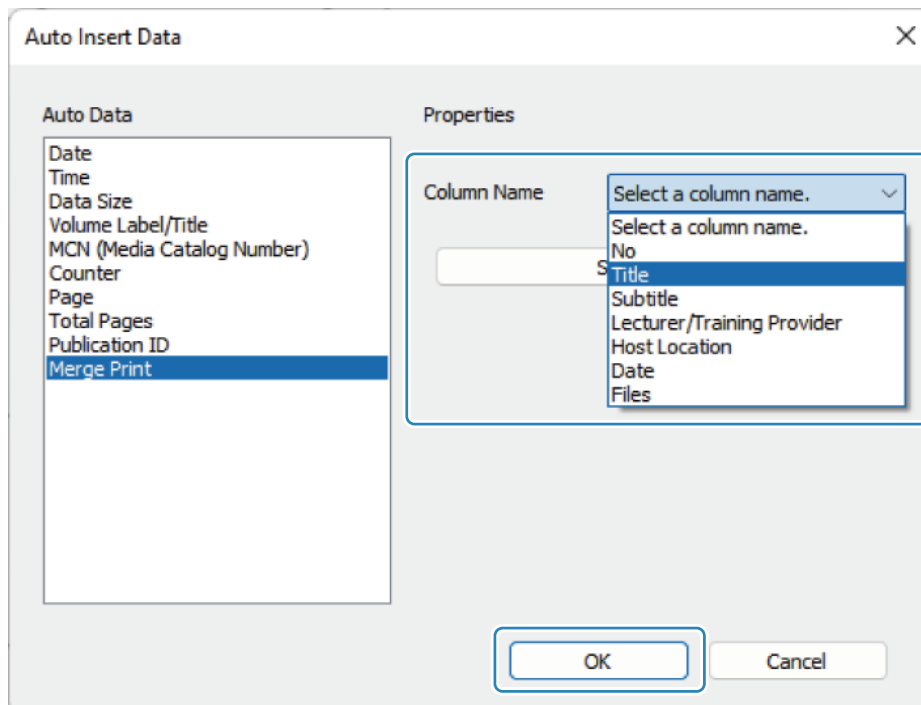 Auto Insert Data
Auto Data
Date
Time
Data Size
Volume Label/Title
MCN (Media Catalog Number)
Counter
Page
Total Pages
Publication ID
Merge Print
Properties
Column Name
Select a column name.
Select a column name.
No
Title
Subtitle
Lecturer/Training Provider
Host Location
Date
Files
OK
Cancel